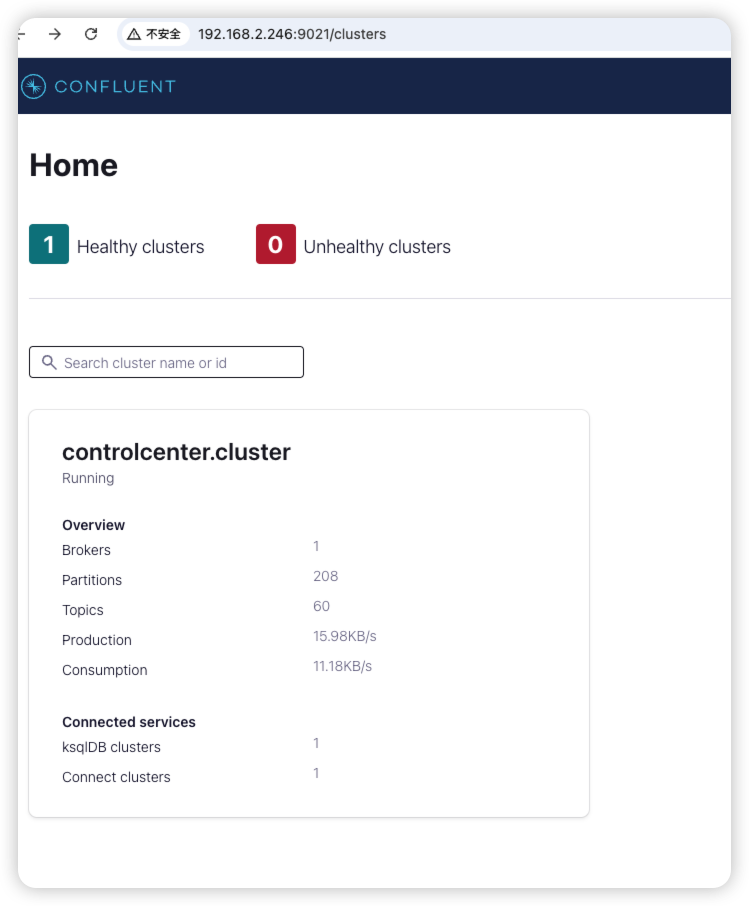 不安全 192.168.2.246:9021/clusters
CONFLUENT
Home
1 Healthy clusters 0 Unhealthy clusters
Search cluster name or id
controlcenter.cluster
Running
Overview
Brokers 1
Partitions 208
Topics 60
Production 15.98KB/s
Consumption 11.18KB/s
Connected services
ksqlDB clusters 1
Connect clusters 1